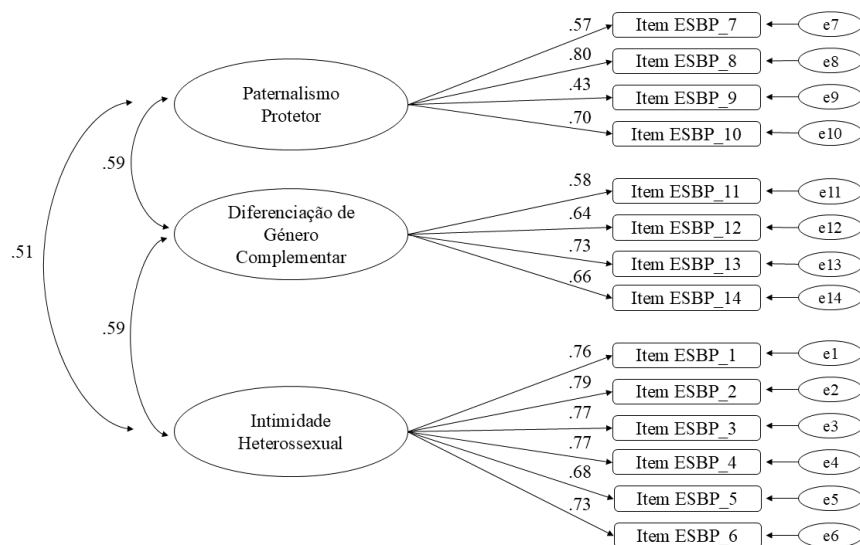 .57
Item ESBP_7
e7
.80
Item ESBP_8
e8
.43
Item ESBP_9
e9
.70
Item ESBP_10
e10
Paternalismo
Protetor
.59
.58
Item ESBP_11
e11
.64
Item ESBP_12
e12
.73
Item ESBP_13
e13
.66
Item ESBP_14
e14
Diferenciação de
Género
Complementar
.51
.59
.76
Item ESBP_1
e1
.79
Item ESBP_2
e2
.77
Item ESBP_3
e3
.77
Item ESBP_4
e4
.68
Item ESBP_5
e5
.73
Item ESBP_6
e6
Intimidade
Heterossexual